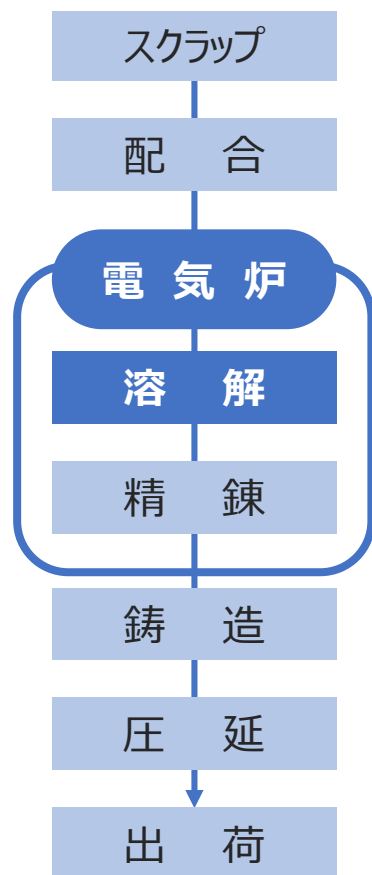 スクラップ
配　合
電 気 炉
溶　解
精　錬
鋳　造
圧　延
出　荷